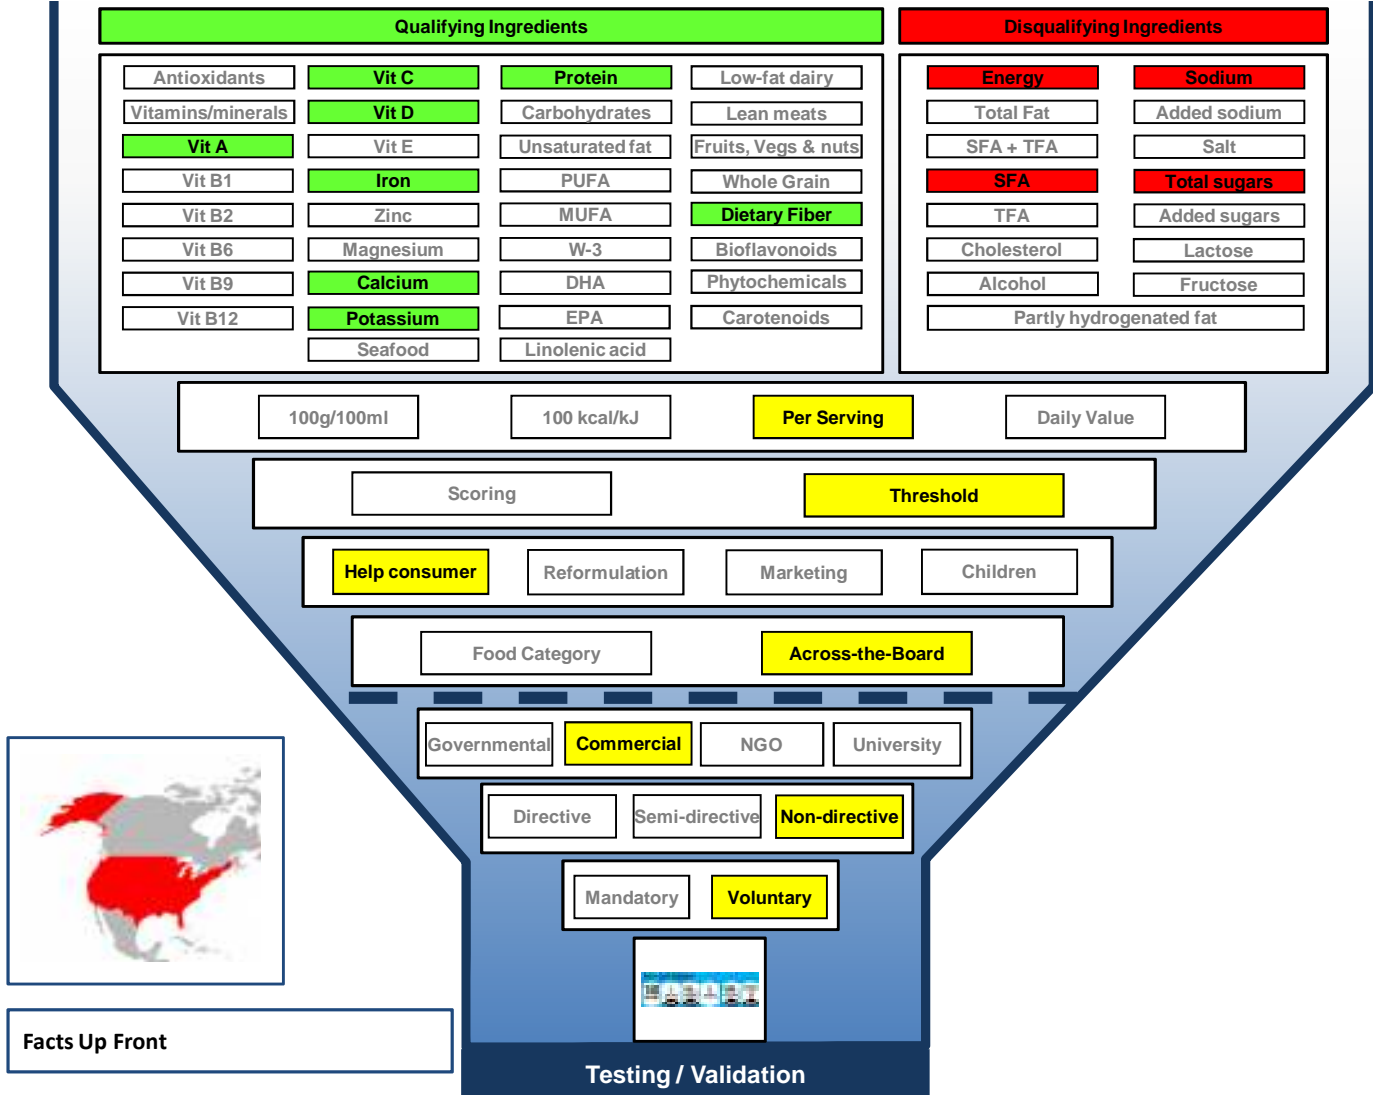 Qualifying Ingredients
Disqualifying Ingredients
Antioxidants
Vit C
Protein
Low-fat dairy
Energy
Sodium
Vitamins/minerals
Vit D
Carbohydrates
Lean meats
Total Fat
Added sodium
Vit A
Vit E
Unsaturated fat
Fruits, Vegs & nuts
SFA + TFA
Salt
Vit B1
Iron
PUFA
Whole Grain
SFA
Total sugars
Vit B2
Zinc
MUFA
Dietary Fiber
TFA
Added sugars
Vit B6
Magnesium
W-3
Bioflavonoids
Cholesterol
Lactose
Vit B9
Calcium
DHA
Phytochemicals
Alcohol
Fructose
Vit B12
Potassium
EPA
Carotenoids
Partly hydrogenated fat
Seafood
Linolenic acid
100g/100ml
100 kcal/kJ
Per Serving
Daily Value
Scoring
Threshold
Help consumer
Reformulation
Marketing
Children
Food Category
Across-the-Board
Governmental
Commercial
NGO
University
Directive
Semi-directive
Non-directive
Mandatory
Voluntary
Facts Up Front
Testing / Validation